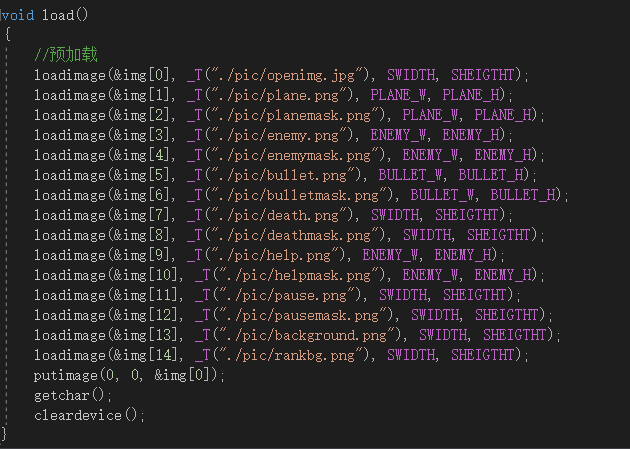 void load()
{
//预加载
loadimage(&img[0], _T("./pic/openimg.jpg"), SWIDTH, SHEIGTHT);
loadimage(&img[1], _T("./pic/plane.png"), PLANE_W, PLANE_H);
loadimage(&img[2], _T("./pic/planemask.png"), PLANE_W, PLANE_H);
loadimage(&img[3], _T("./pic/enemy.png"), ENEMY_W, ENEMY_H);
loadimage(&img[4], _T("./pic/enemymask.png"), ENEMY_W, ENEMY_H);
loadimage(&img[5], _T("./pic/bullet.png"), BULLET_W, BULLET_H);
loadimage(&img[6], _T("./pic/bulletmask.png"), BULLET_W, BULLET_H);
loadimage(&img[7], _T("./pic/death.png"), SWIDTH, SHEIGTHT);
loadimage(&img[8], _T("./pic/deathmask.png"), SWIDTH, SHEIGTHT);
loadimage(&img[9], _T("./pic/help.png"), ENEMY_W, ENEMY_H);
loadimage(&img[10], _T("./pic/helpmask.png"), ENEMY_W, ENEMY_H);
loadimage(&img[11], _T("./pic/pause.png"), SWIDTH, SHEIGTHT);
loadimage(&img[12], _T("./pic/pausemask.png"), SWIDTH, SHEIGTHT);
loadimage(&img[13], _T("./pic/background.png"), SWIDTH, SHEIGTHT);
loadimage(&img[14], _T("./pic/rankbg.png"), SWIDTH, SHEIGTHT);
putimage(0, 0, &img[0]);
getchar();
cleardevice();
}